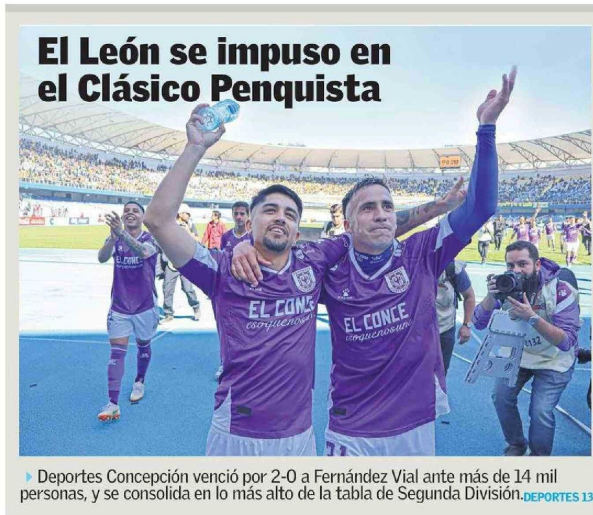 El León se impuso en
el Clásico Penquista
EL CONCE
EL CONCE
132
Deportes Concepción venció por 2-0 a Fernández Vial ante más de 14 mil
personas, y se consolida en lo más alto de la tabla de Segunda División. DEPORTES 13